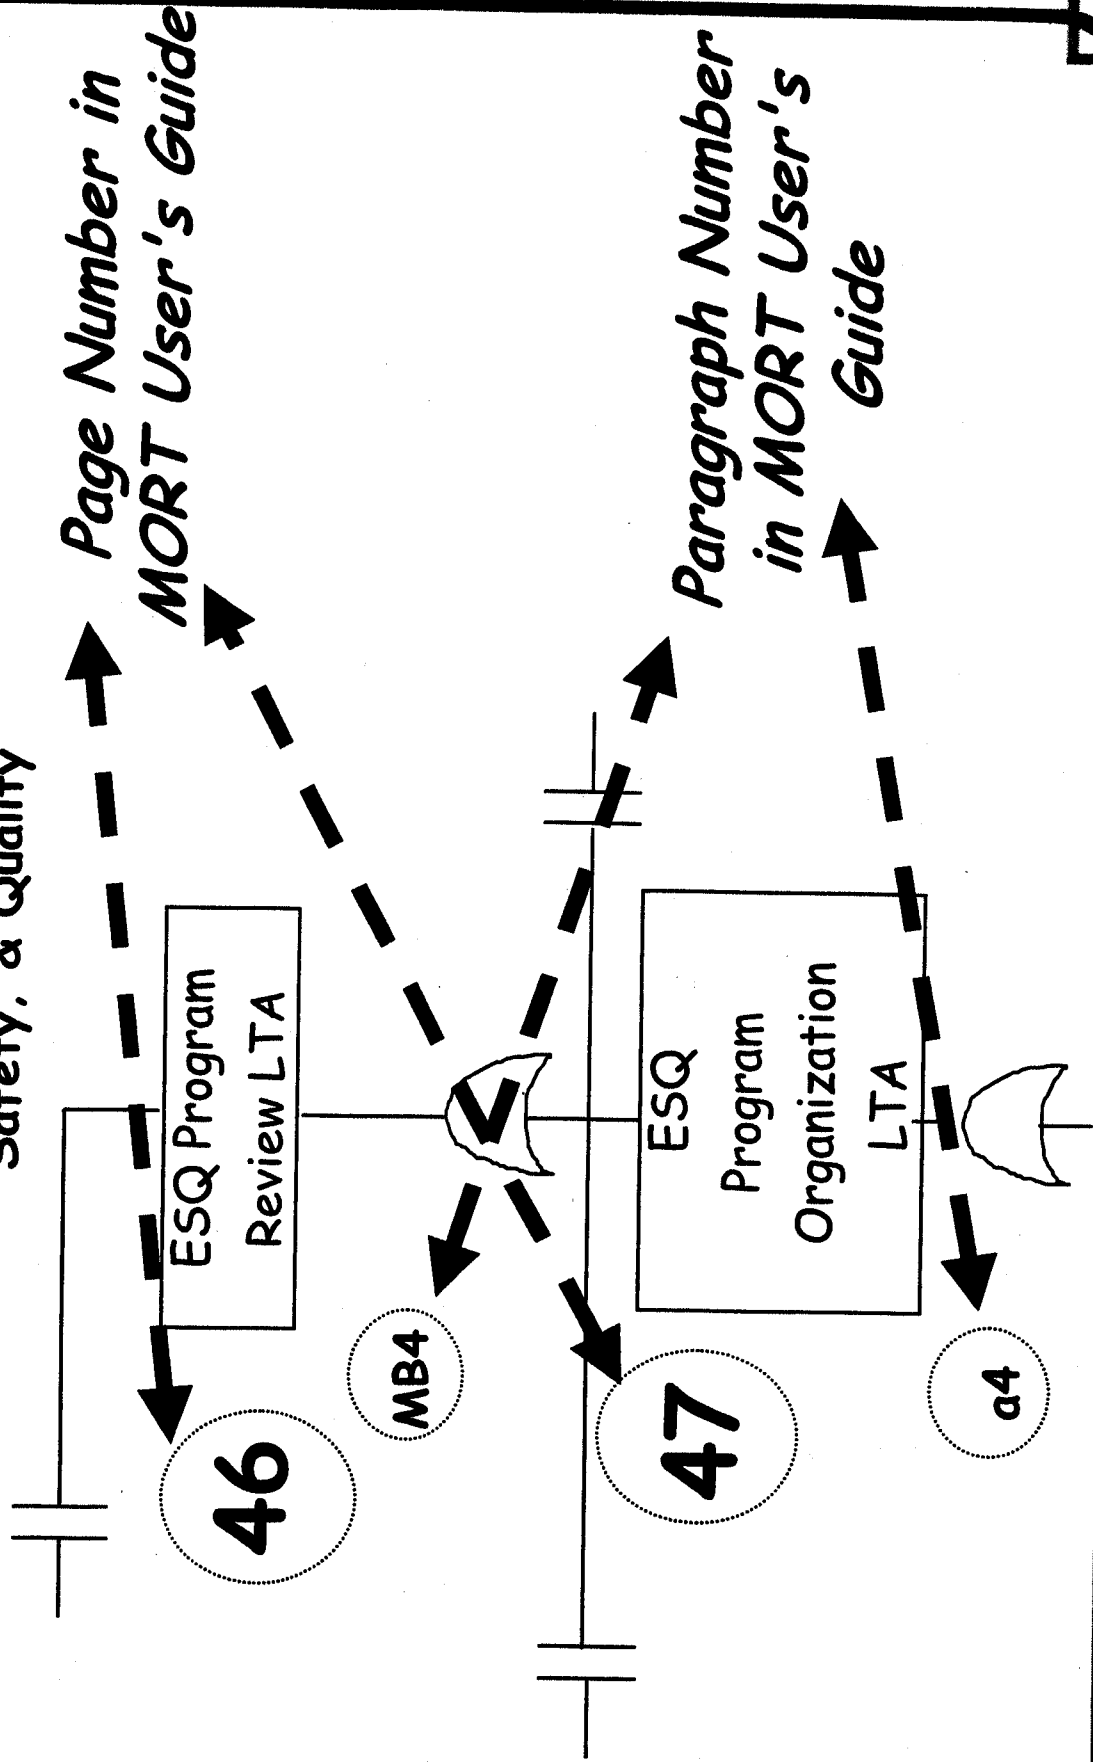 Safety, & Quality
Page Number in
MORT User's Guide
ESQ Program
Review LTA
46
MB4
Paragraph Number
in MORT User's
Guide
47
ESQ
Program
Organization
LTA
a4